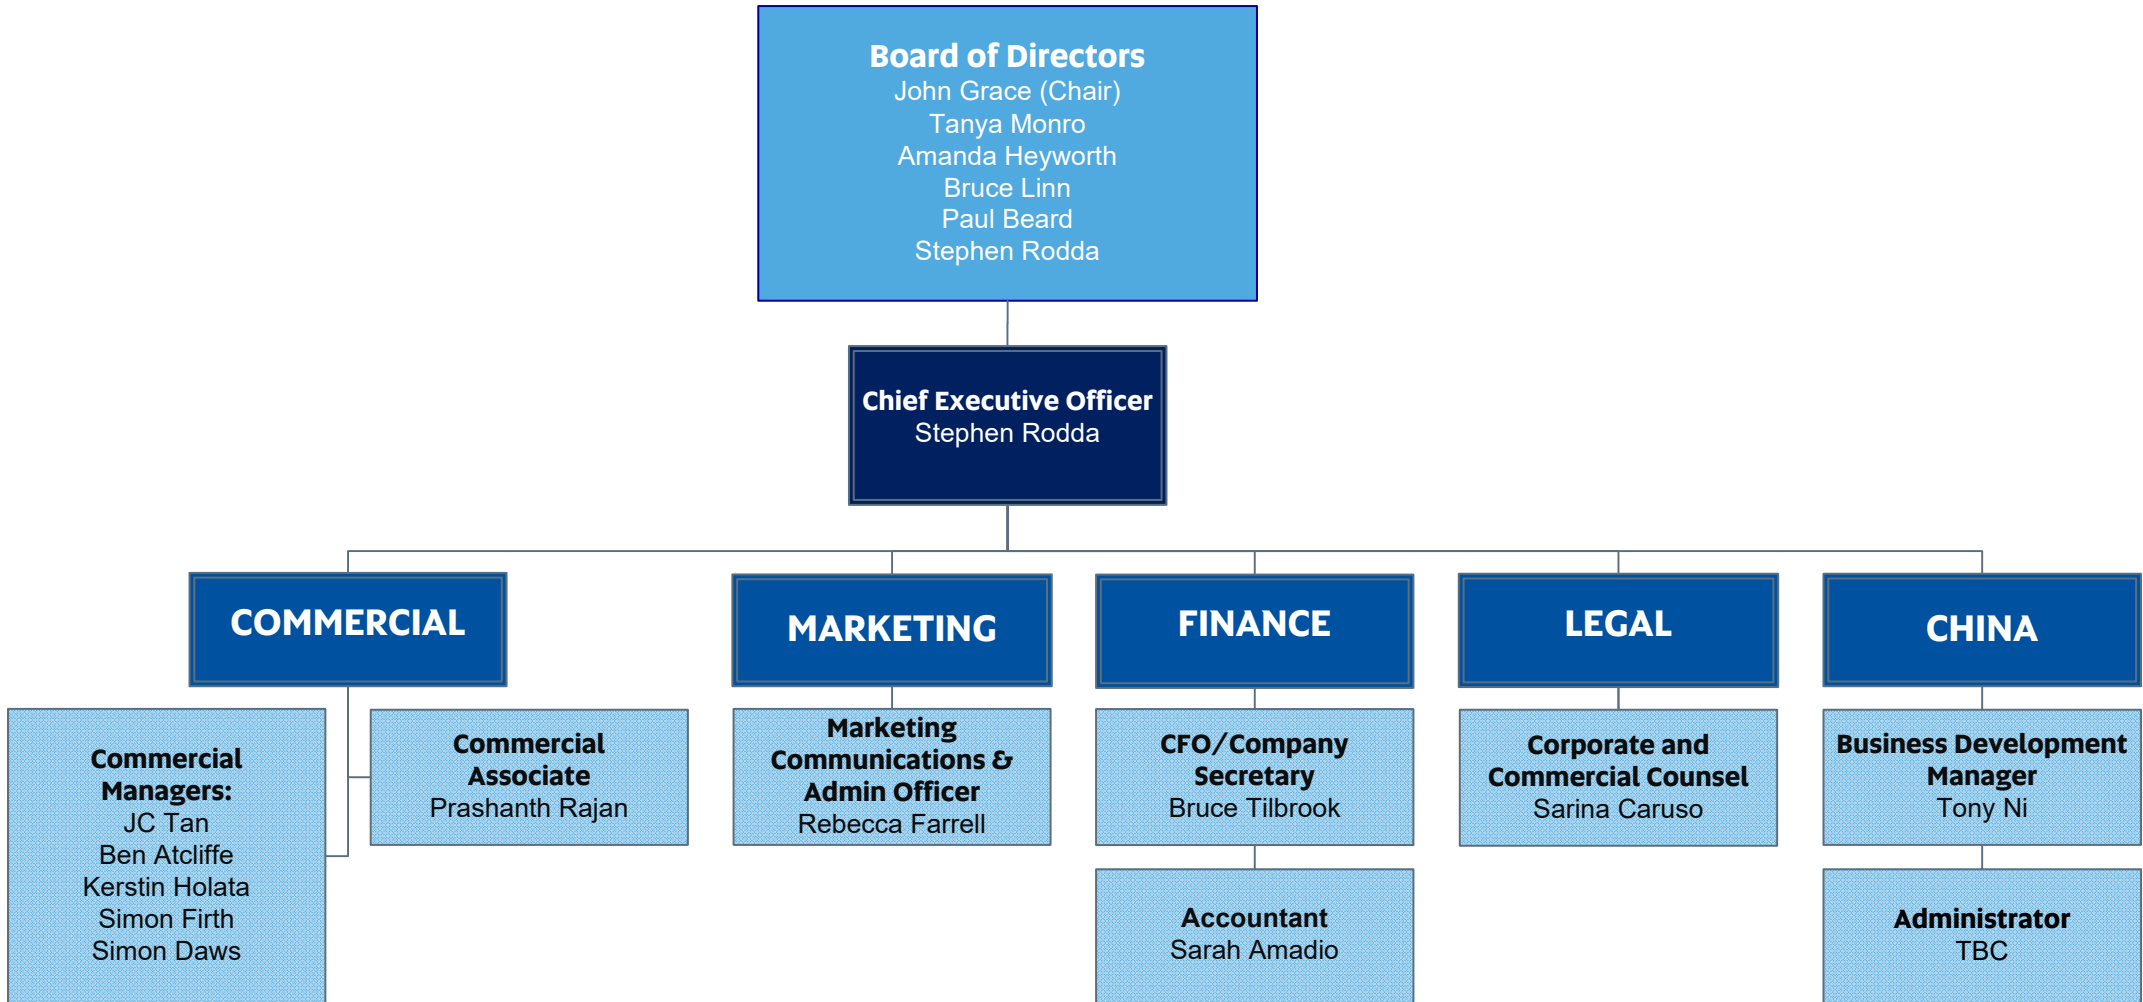 Board of Directors
John Grace (Chair)
Tanya Monro
Amanda Heyworth
Bruce Linn
Paul Beard
Stephen Rodda
Chief Executive Officer
Stephen Rodda
COMMERCIAL
MARKETING
FINANCE
LEGAL
CHINA
Commercial
Managers:
JC Tan
Ben Atcliffe
Kerstin Holata
Simon Firth
Simon Daws
Commercial
Associate
Prashanth Rajan
Marketing
Communications &
Admin Officer
Rebecca Farrell
CFO/Company
Secretary
Bruce Tilbrook
Accountant
Sarah Amadio
Corporate and
Commercial Counsel
Sarina Caruso
Business Development
Manager
Tony Ni
Administrator
TBC